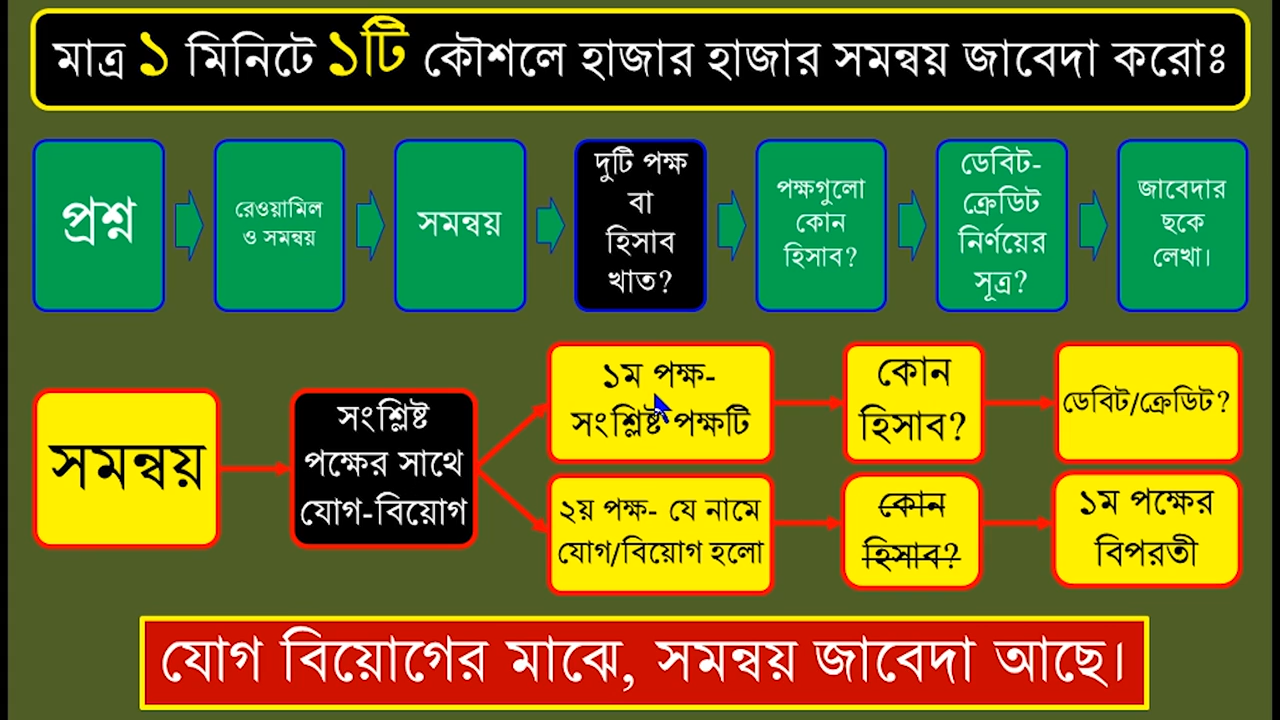 মাত্র ১ মিনিটে ১টি কৌশলে হাজার হাজার সমন্বয় জাবেদা করোঃ
প্রশ্ন
রেওয়ামিল
ও সমন্বয়
সমন্বয়
দুটি পক্ষ
বা
হিসাব
খাত?
পক্ষগুলো
কোন
হিসাব?
ডেবিট-
ক্রেডিট
নির্ণয়ের
সূত্র?
জাবেদার
ছকে
লেখা।
সমন্বয়
সংশ্লিষ্ট
পক্ষের সাথে
যোগ-বিয়োগ
১ম পক্ষ-
সংশ্লিষ্ট পক্ষটি
কোন
হিসাব?
ডেবিট/ক্রেডিট?
২য় পক্ষ- যে নামে
যোগ/বিয়োগ হলো
কোন
হিসাব?
১ম পক্ষের
বিপরতী
যোগ বিয়োগের মাঝে, সমন্বয় জাবেদা আছে।